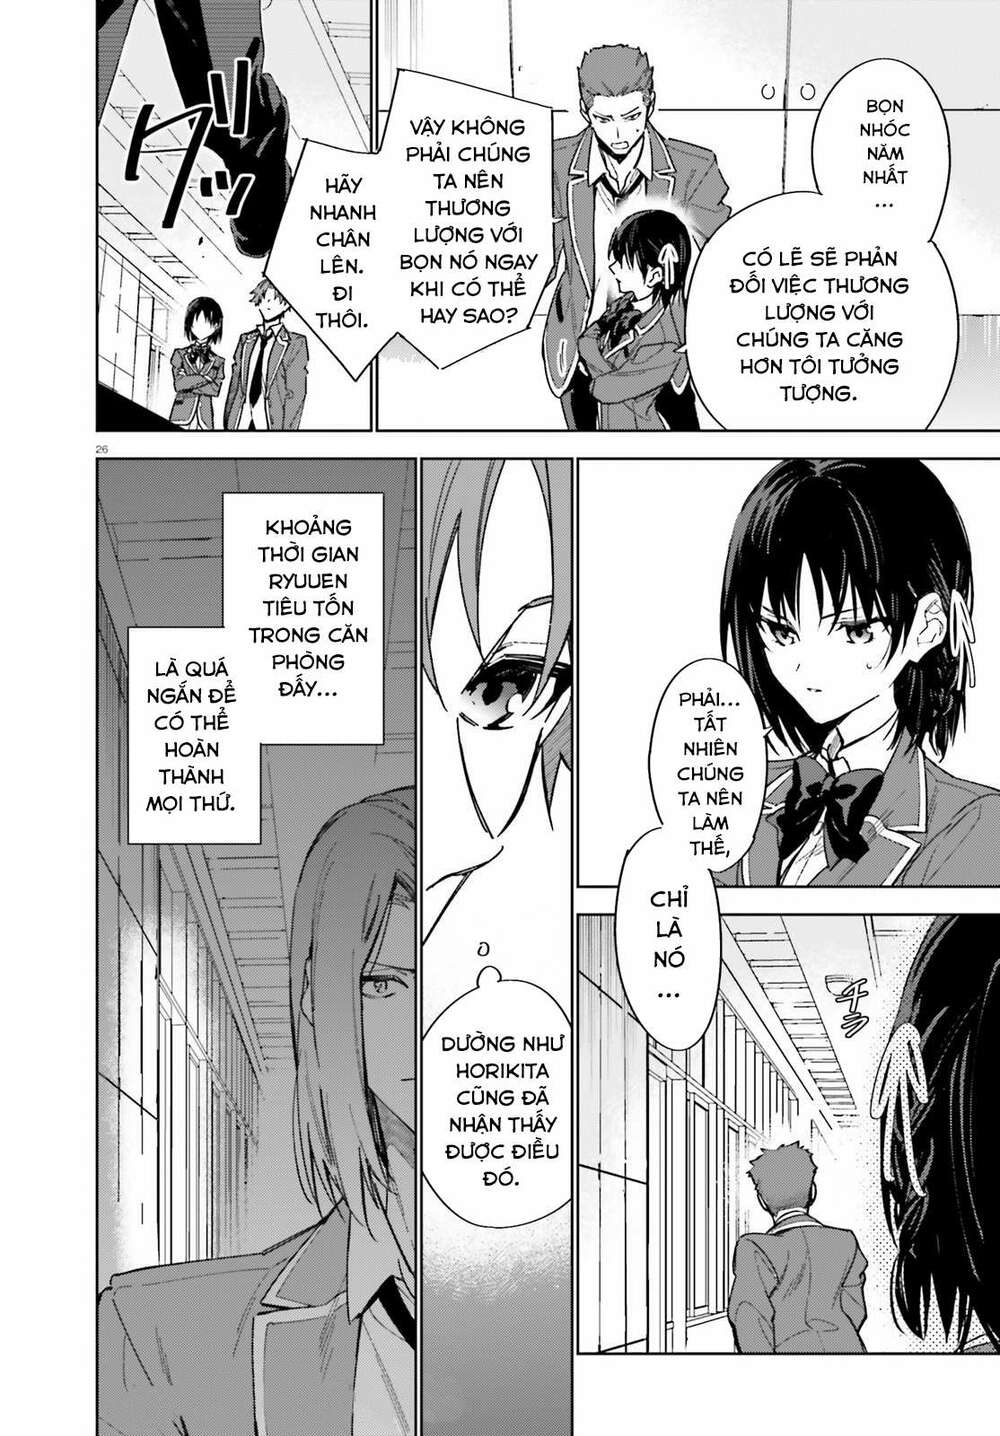 BỌN
NHÓC
NĂM
NHẤT
...
CÓ LẼ SẼ PHẢN
ĐỐI VIỆC THƯƠNG
LƯỢNG VỚI
CHÚNG TA CĂNG
HƠN TÔI TƯỞNG
TƯỢNG.
VẬY KHÔNG
PHẢI CHÚNG
TA NÊN
THƯƠNG
LƯỢNG VỚI
BỌN NÓ NGAY
KHI CÓ THỂ
HAY SAO?
HÃY
NHANH
CHÂN
LÊN.
ĐI
THÔI.
グッ
26
PHẢI...
TẤT
NHIÊN
CHÚNG
TA NÊN
LÀM
THẾ,
CHỈ
LÀ
NÓ
...
チラ
DƯỜNG NHƯ
HORIKITA
CŨNG ĐÃ
NHẬN THẤY
ĐƯỢC ĐIỀU
ĐÓ.
KHOẢNG
THỜI GIAN
RYUUEN
TIÊU TỐN
TRONG CĂN
PHÒNG
ĐẤY...
LÀ QUÁ
NGẮN ĐỂ
CÓ THỂ
HOÀN
THÀNH
MỌI THỨ.